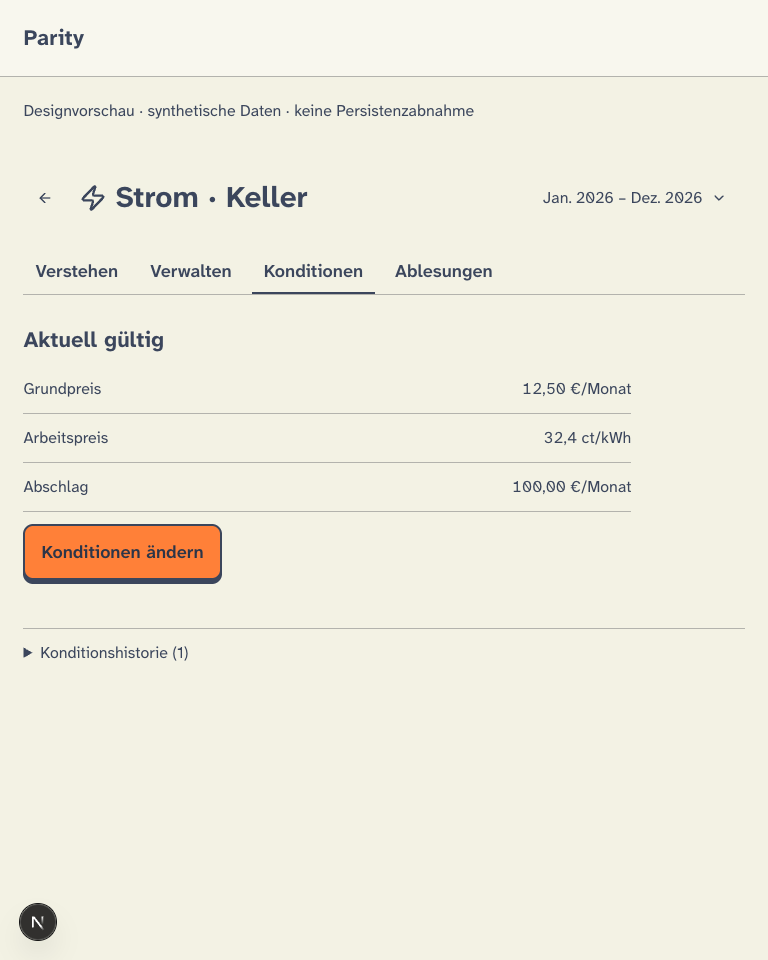 Parity
Designvorschau · synthetische Daten · keine Persistenzabnahme
Strom · Keller
Jan. 2026 – Dez. 2026
Verstehen Verwalten Konditionen Ablesungen
Aktuell gültig
Grundpreis 12,50 €/Monat
Arbeitspreis 32,4 ct/kWh
Abschlag 100,00 €/Monat
Konditionen ändern
Konditionshistorie (1)
N